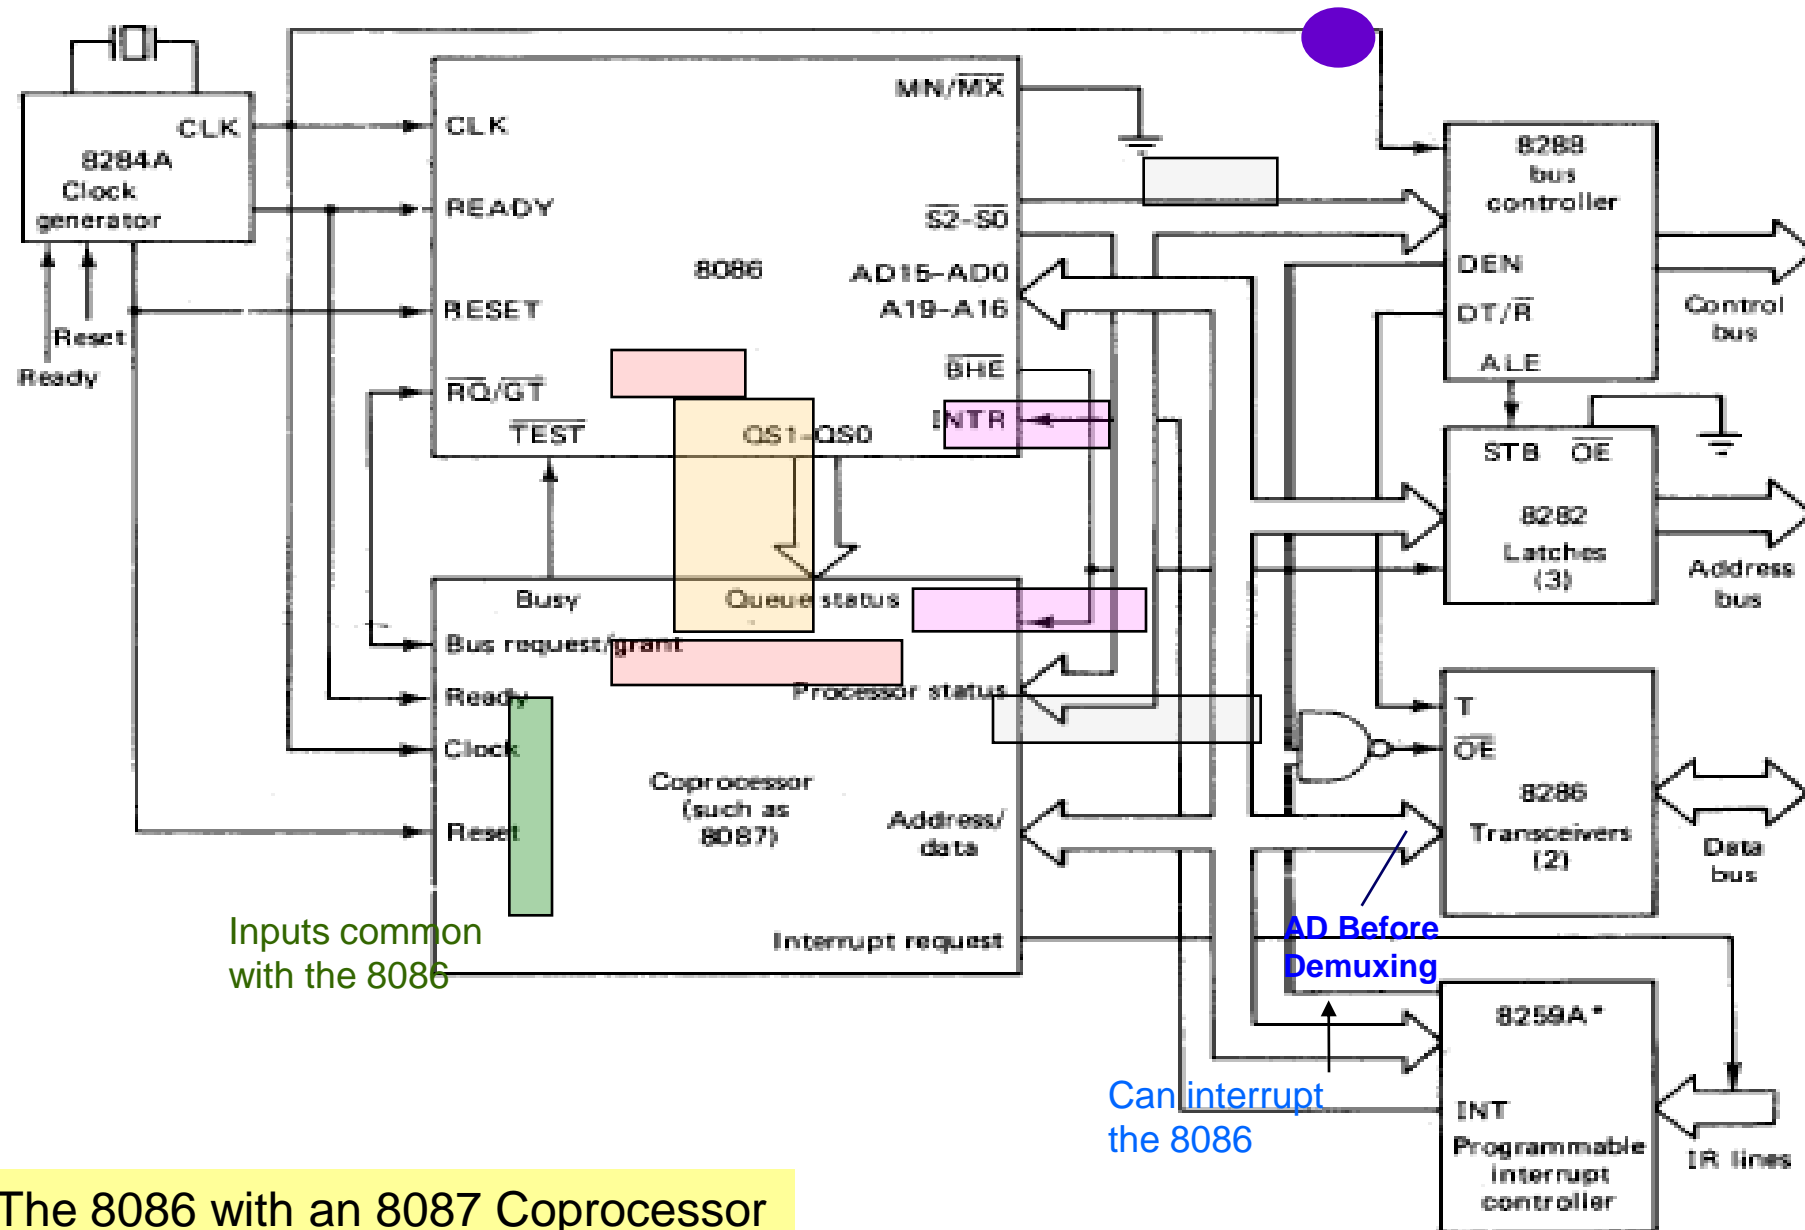 CLK
8284A
Clock
generator
Reset
Ready
CLK
READY
RESET
RQ/GT
TEST
QS1-QS0
8086
MN/MX
S2-S0
AD15-AD0
A19-A16
BHE
INTR
8288
bus
controller
DEN
DT/R
ALE
Control
bus
STB OE
8282
Latches
(3)
Address
bus
Busy
Queue status
Bus request/grant
Ready
Clock
Reset
Processor status
Coprocessor
(such as
8087)
Address/
data
Interrupt request
T
OE
8286
Transceivers
(2)
Data
bus
Inputs common
with the 8086
AD Before
Demuxing
Can interrupt
the 8086
8259A*
INT
Programmable
interrupt
controller
IR lines
The 8086 with an 8087 Coprocessor